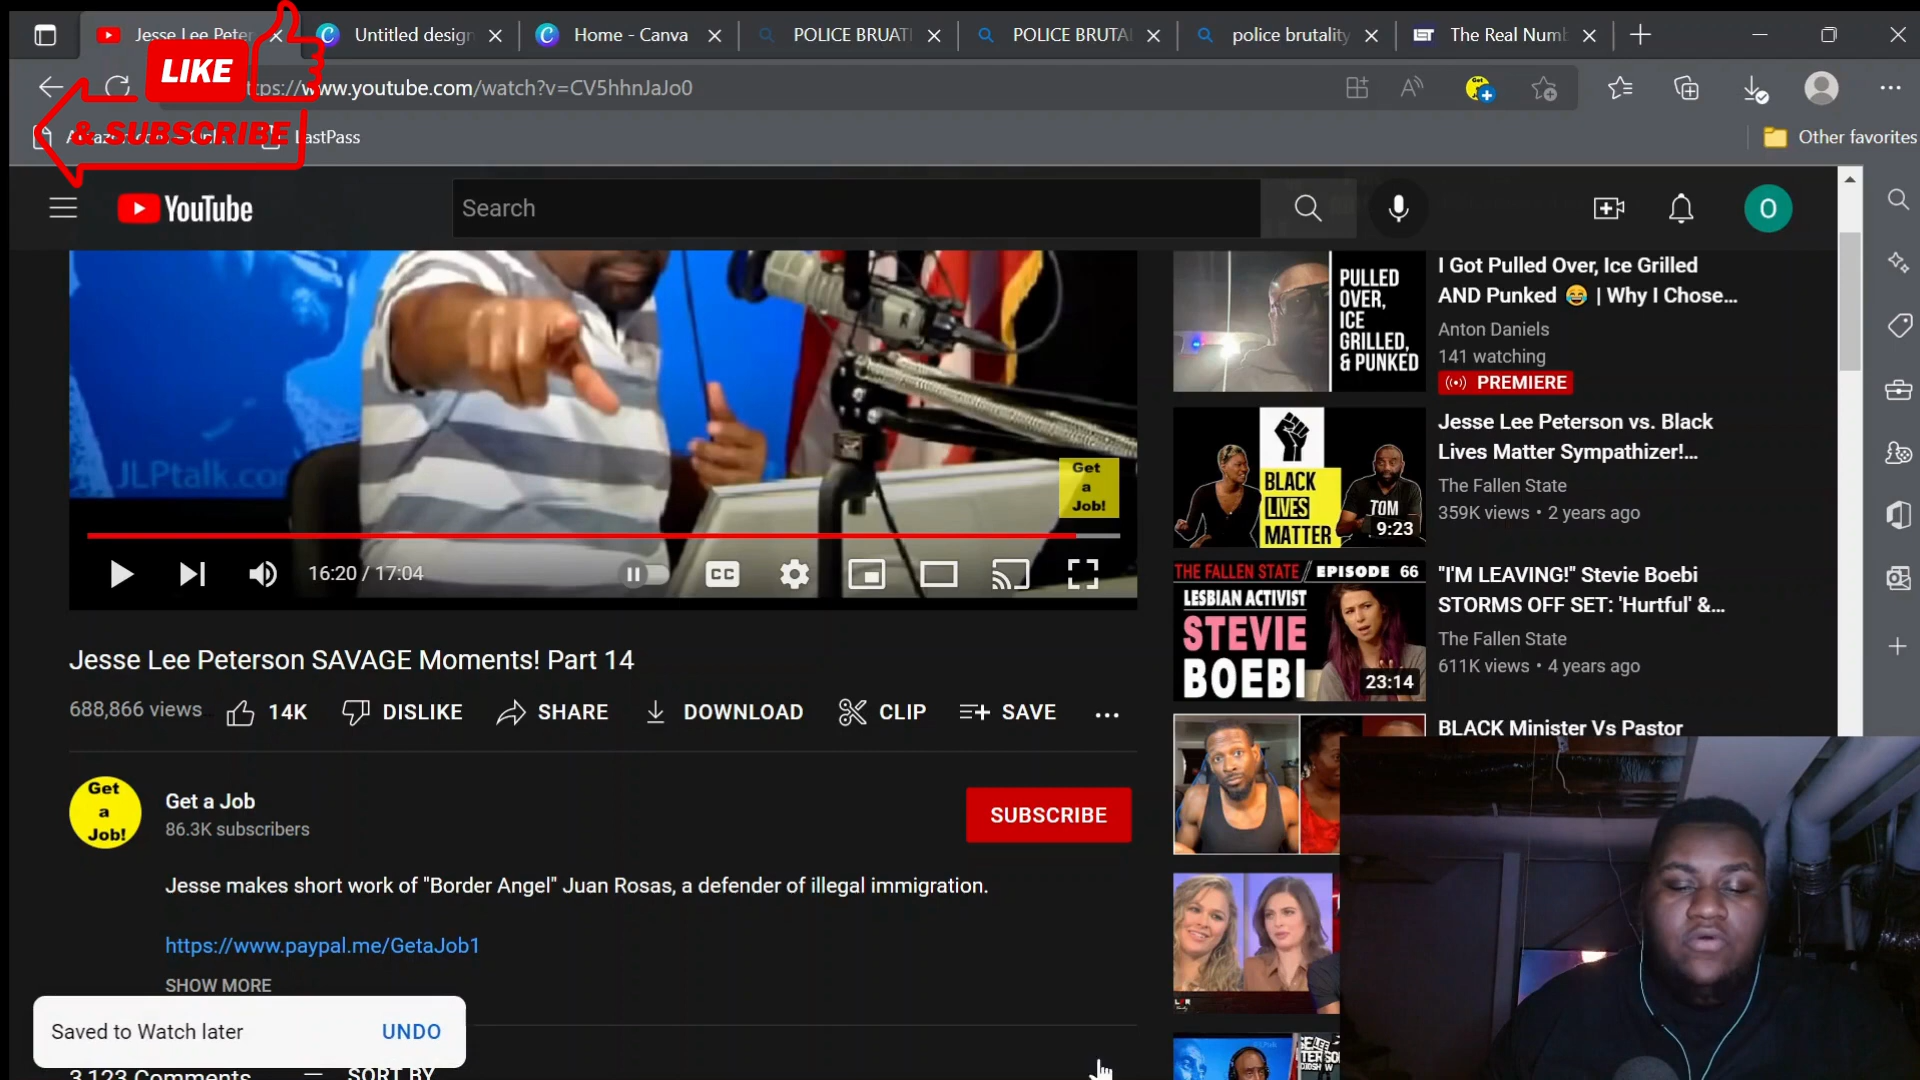 Jesse Lee Peter
Untitled design
Home - Canva
POLICE BRUATI
POLICE BRUTAL
police brutality
The Real Numb
LIKE
& SUBSCRIBE
www.youtube.com/watch?v=CV5hhnJaJo0
LastPass
Other favorites
YouTube
Search
O
JLPtalk.co
Get
a
Job!
16:20 / 17:04
CC
Jesse Lee Peterson SAVAGE Moments! Part 14
688,866 views
14K
DISLIKE
SHARE
DOWNLOAD
CLIP
SAVE
Get
a
Job!
Get a Job
86.3K subscribers
SUBSCRIBE
Jesse makes short work of "Border Angel" Juan Rosas, a defender of illegal immigration.
https://www.paypal.me/GetaJob1
SHOW MORE
Saved to Watch later
UNDO
3,123 Comments
SORT BY
PULLED
OVER,
ICE
GRILLED,
& PUNKED
I Got Pulled Over, Ice Grilled
AND Punked 😂 | Why I Chose...
Anton Daniels
141 watching
PREMIERE
BLACK
LIVES
MATTER
TOM
9:23
Jesse Lee Peterson vs. Black
Lives Matter Sympathizer!...
The Fallen State
359K views • 2 years ago
THE FALLEN STATE / EPISODE 66
LESBIAN ACTIVIST
STEVIE
BOEBI
23:14
"I'M LEAVING!" Stevie Boebi
STORMS OFF SET: 'Hurtful' &...
The Fallen State
611K views • 4 years ago
BLACK Minister Vs Pastor